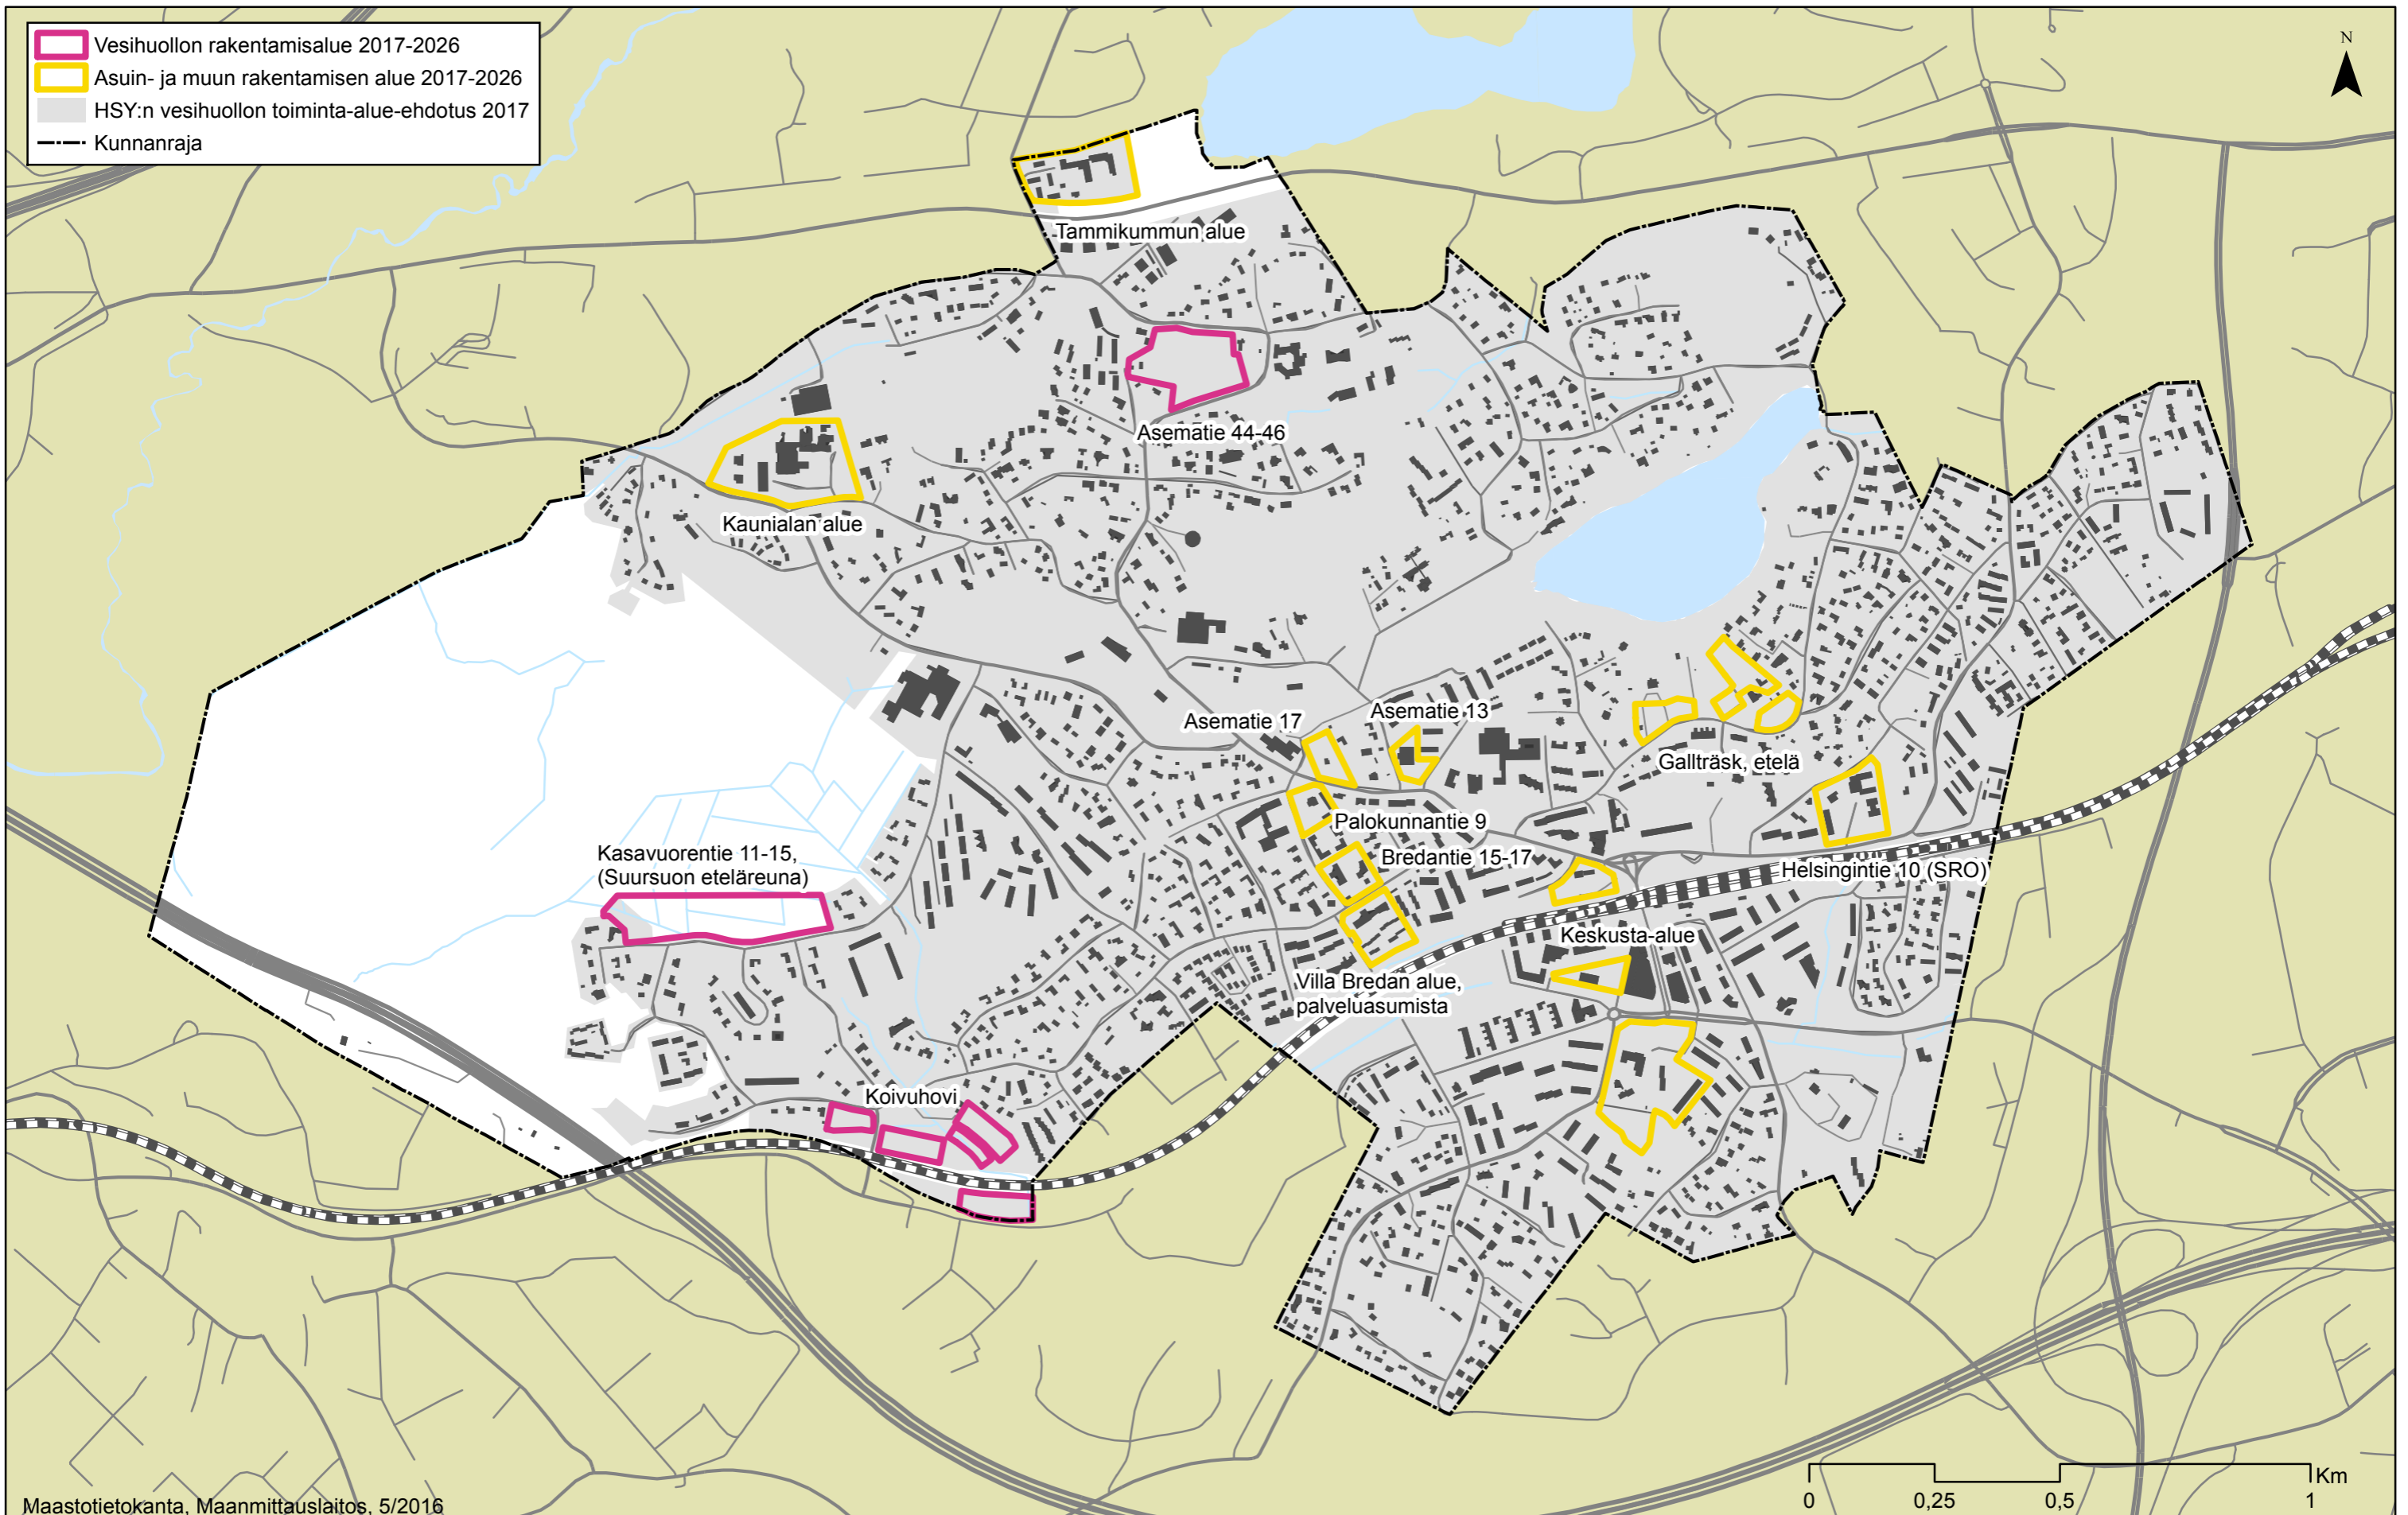 Vesihuollon rakentamisalue 2017-2026
Asuin- ja muun rakentamisen alue 2017-2026
HSY:n vesihuollon toiminta-alue-ehdotus 2017
Kunnanraja
N
Tammikummun alue
Asematie 44-46
Kaunialan alue
Asematie 17
Asematie 13
Gallträsk, etelä
Palokunnantie 9
Bredantie 15-17
Kasavuorentie 11-15,
(Suursuon eteläreuna)
Helsingintie 10 (SRO)
Keskusta-alue
Villa Bredan alue,
palveluasumista
Koivuhovi
Km
0
0,25
0,5
1
Maastotietokanta, Maanmittauslaitos, 5/2016